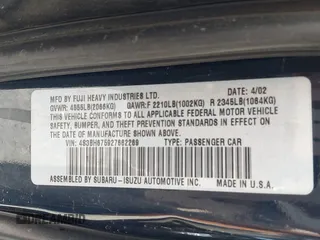 MFD BY FUJI HEAVY INDUSTRIES LTD. 4/02
GVWR: 4555LB(2066KG) GAWR:F 2210LB(1002KG) R 2345LB(1064KG)
THIS VEHICLE CONFORMS TO ALL APPLICABLE FEDERAL MOTOR VEHICLE
SAFETY, BUMPER, AND THEFT PREVENTION STANDARDS IN EFFECT ON
THE DATE OF MANUFACTURE SHOWN ABOVE.
VIN: 4S3BH675927662269 TYPE: PASSENGER CAR
ASSEMBLED BY SUBARU-ISUZU AUTOMOTIVE INC. MADE IN U.S.A.